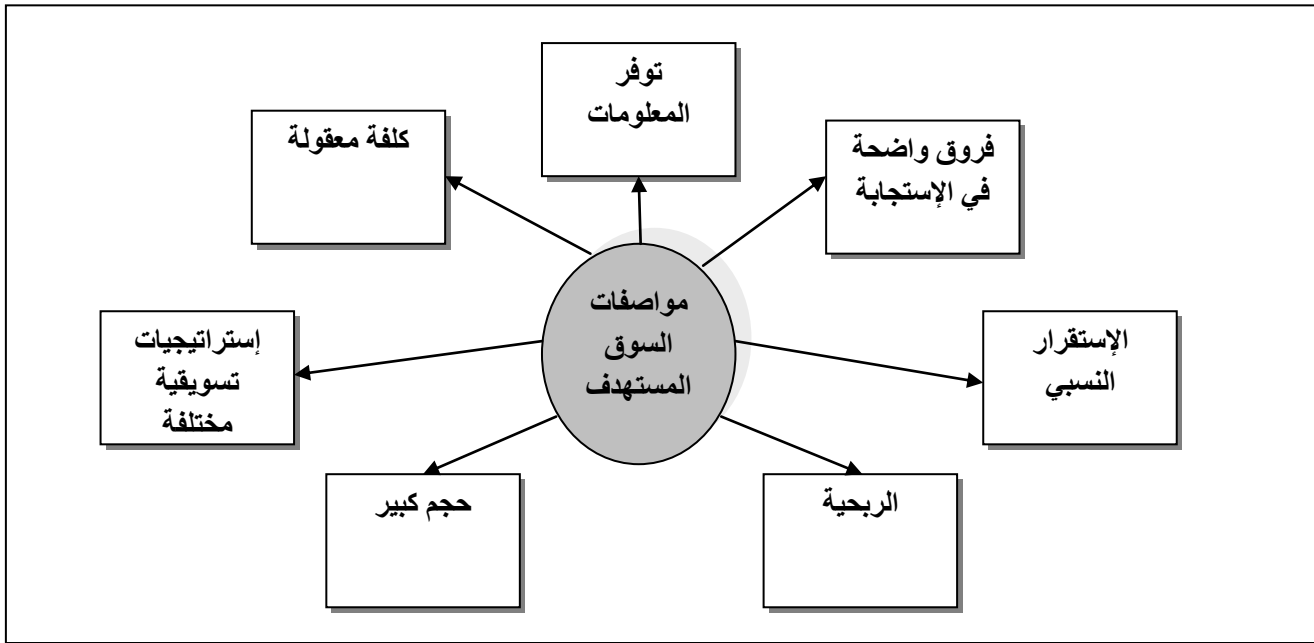 توفر
المعلومات
فروق واضحة
في الإستجابة
كلفة معقولة
مواصفات
السوق
المستهدف
الإستقرار
النسبي
إستراتيجيات
تسويقية
مختلفة
الربحية
حجم كبير